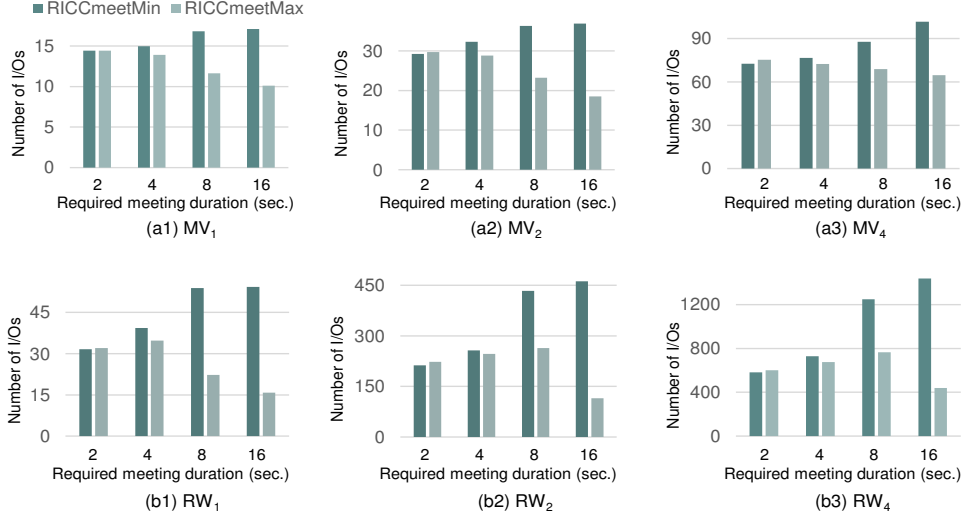 RICCmeetMin RICCmeetMax
Number of I/Os
15
10
5
0
2 4 8 16
Required meeting duration (sec.)
(a1) MV₁
Number of I/Os
30
20
10
0
2 4 8 16
Required meeting duration (sec.)
(a2) MV₂
Number of I/Os
90
60
30
0
2 4 8 16
Required meeting duration (sec.)
(a3) MV₄
Number of I/Os
45
30
15
0
2 4 8 16
Required meeting duration (sec.)
(b1) RW₁
Number of I/Os
450
300
150
0
2 4 8 16
Required meeting duration (sec.)
(b2) RW₂
Number of I/Os
1200
800
400
0
2 4 8 16
Required meeting duration (sec.)
(b3) RW₄